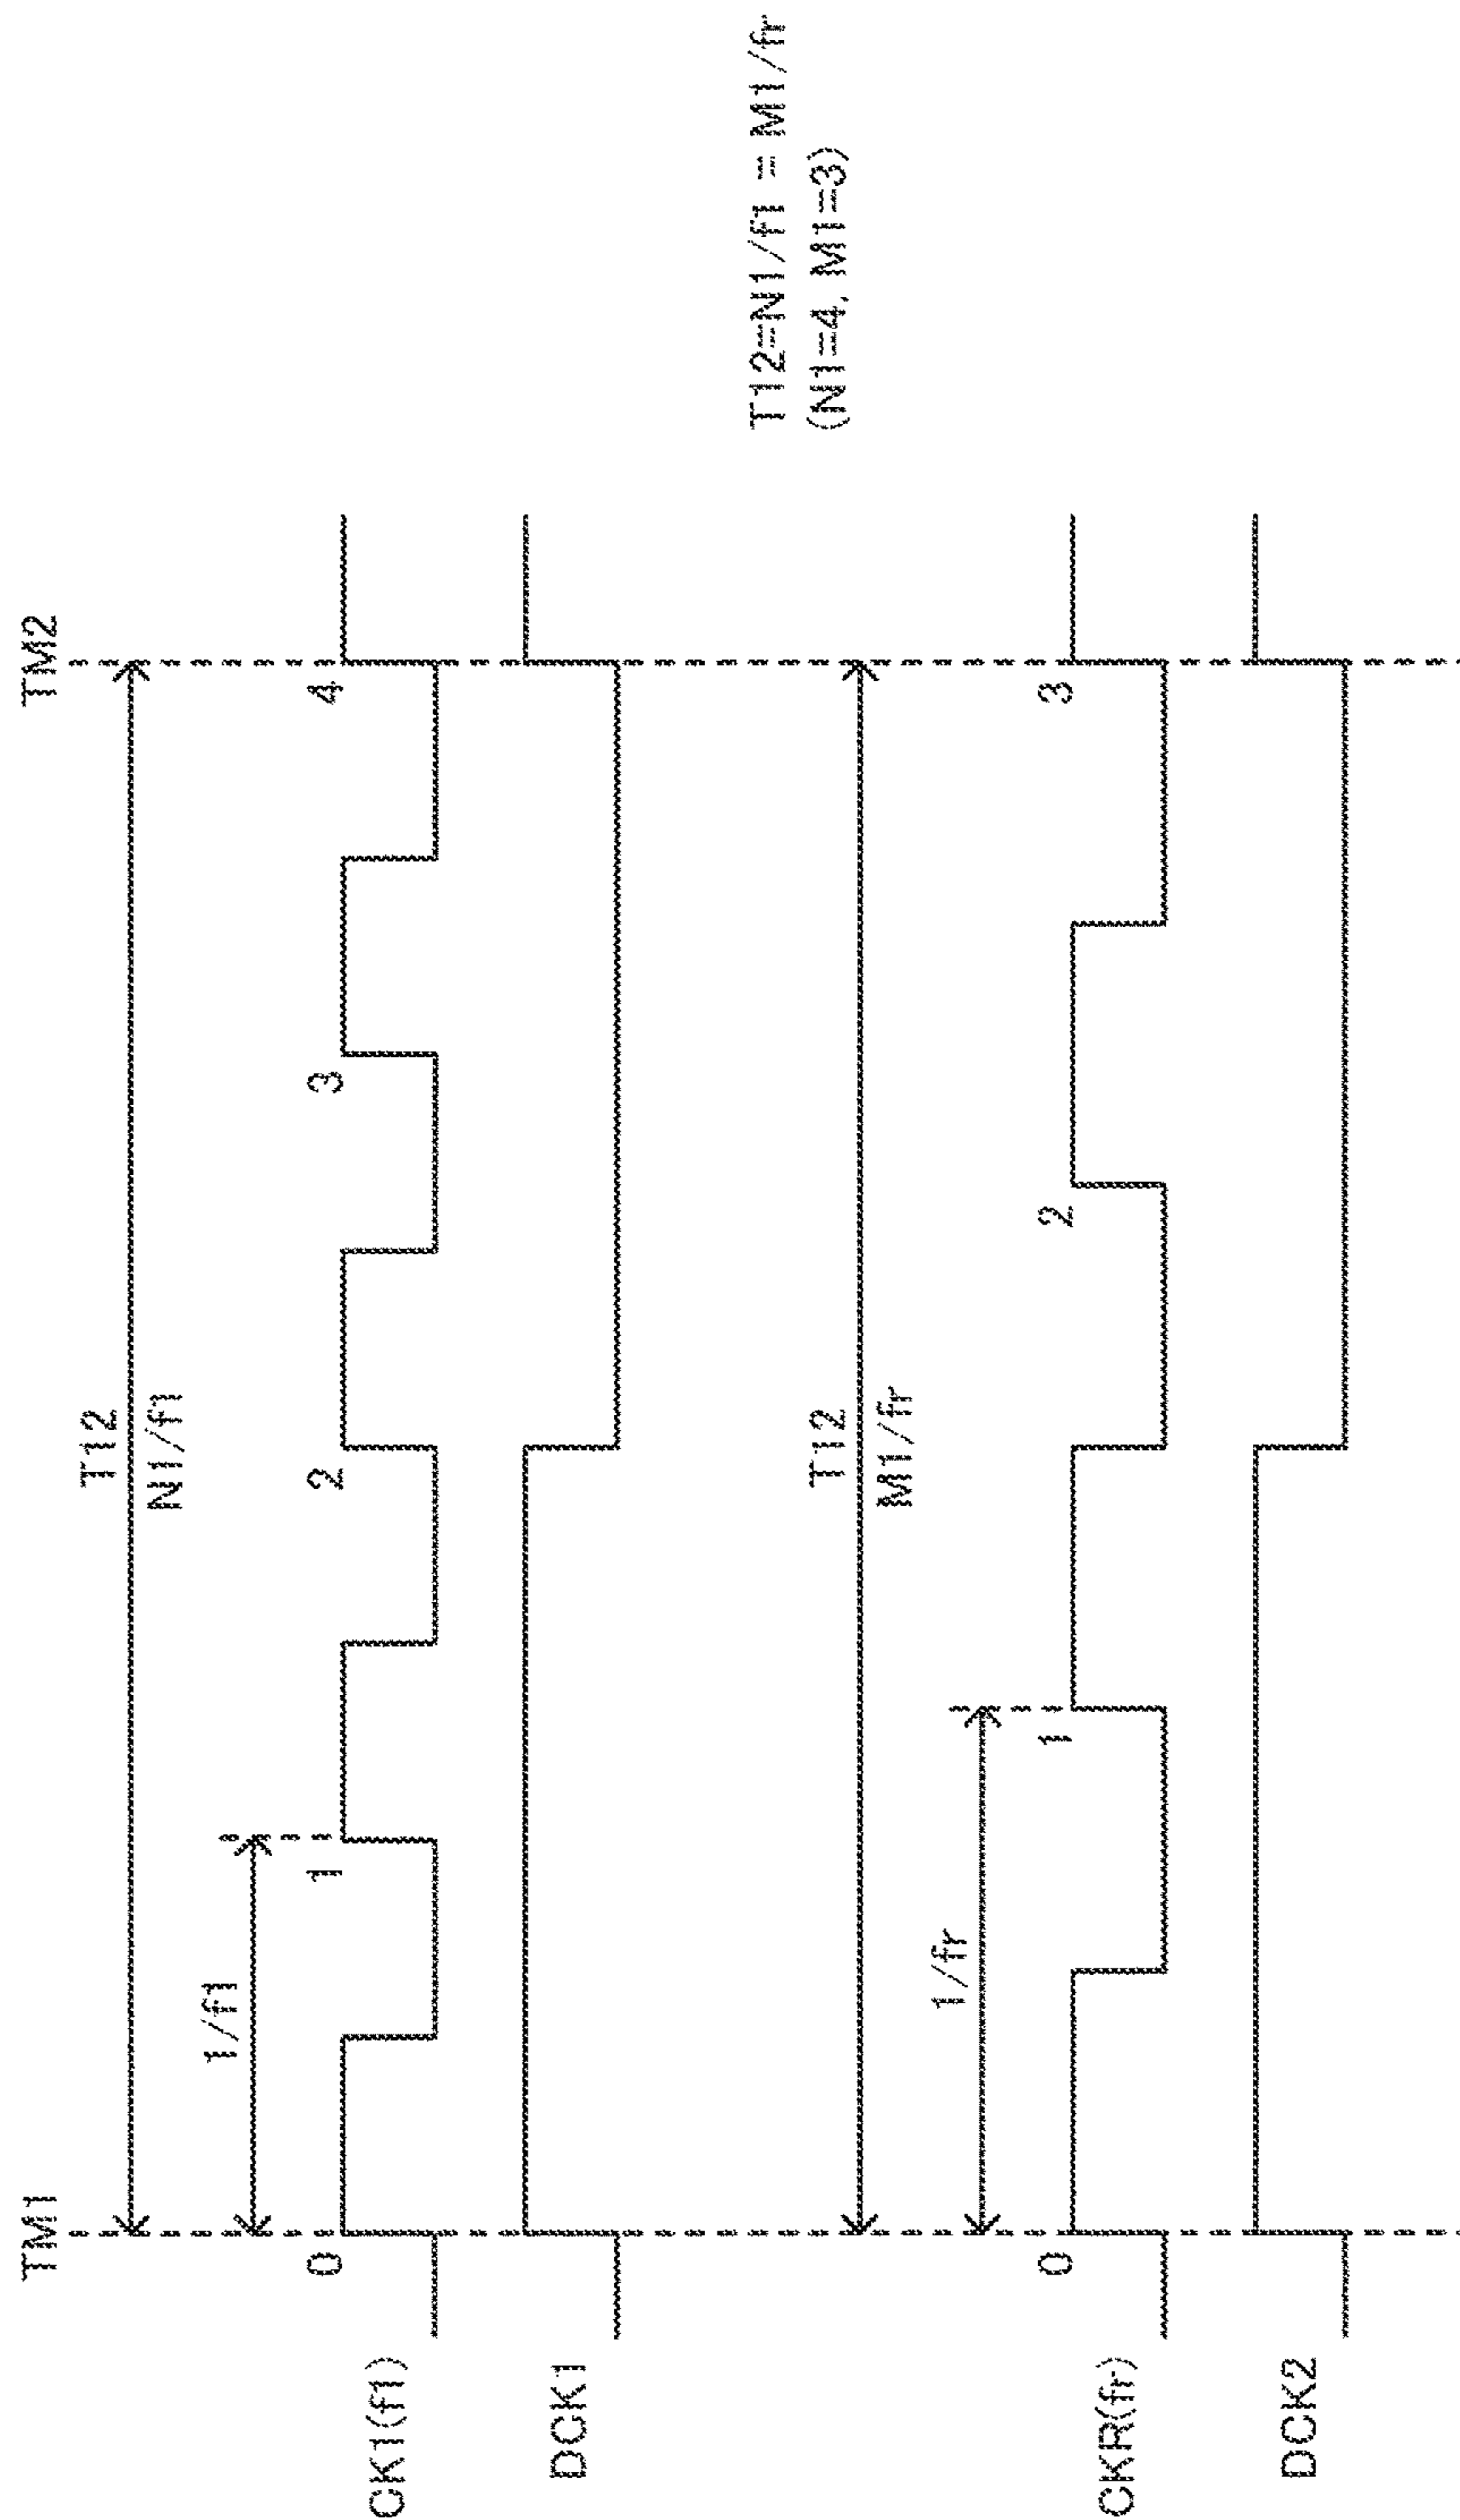 TM1
TM2
T12
N1/f1
1/f1
CK1(f1)
0
1
2
3
4
DCK1
T12=N1/f1 = M1/fr
(N1=4, M1=3)
T12
M1/fr
1/fr
CKR(fr)
0
1
2
3
DCK2